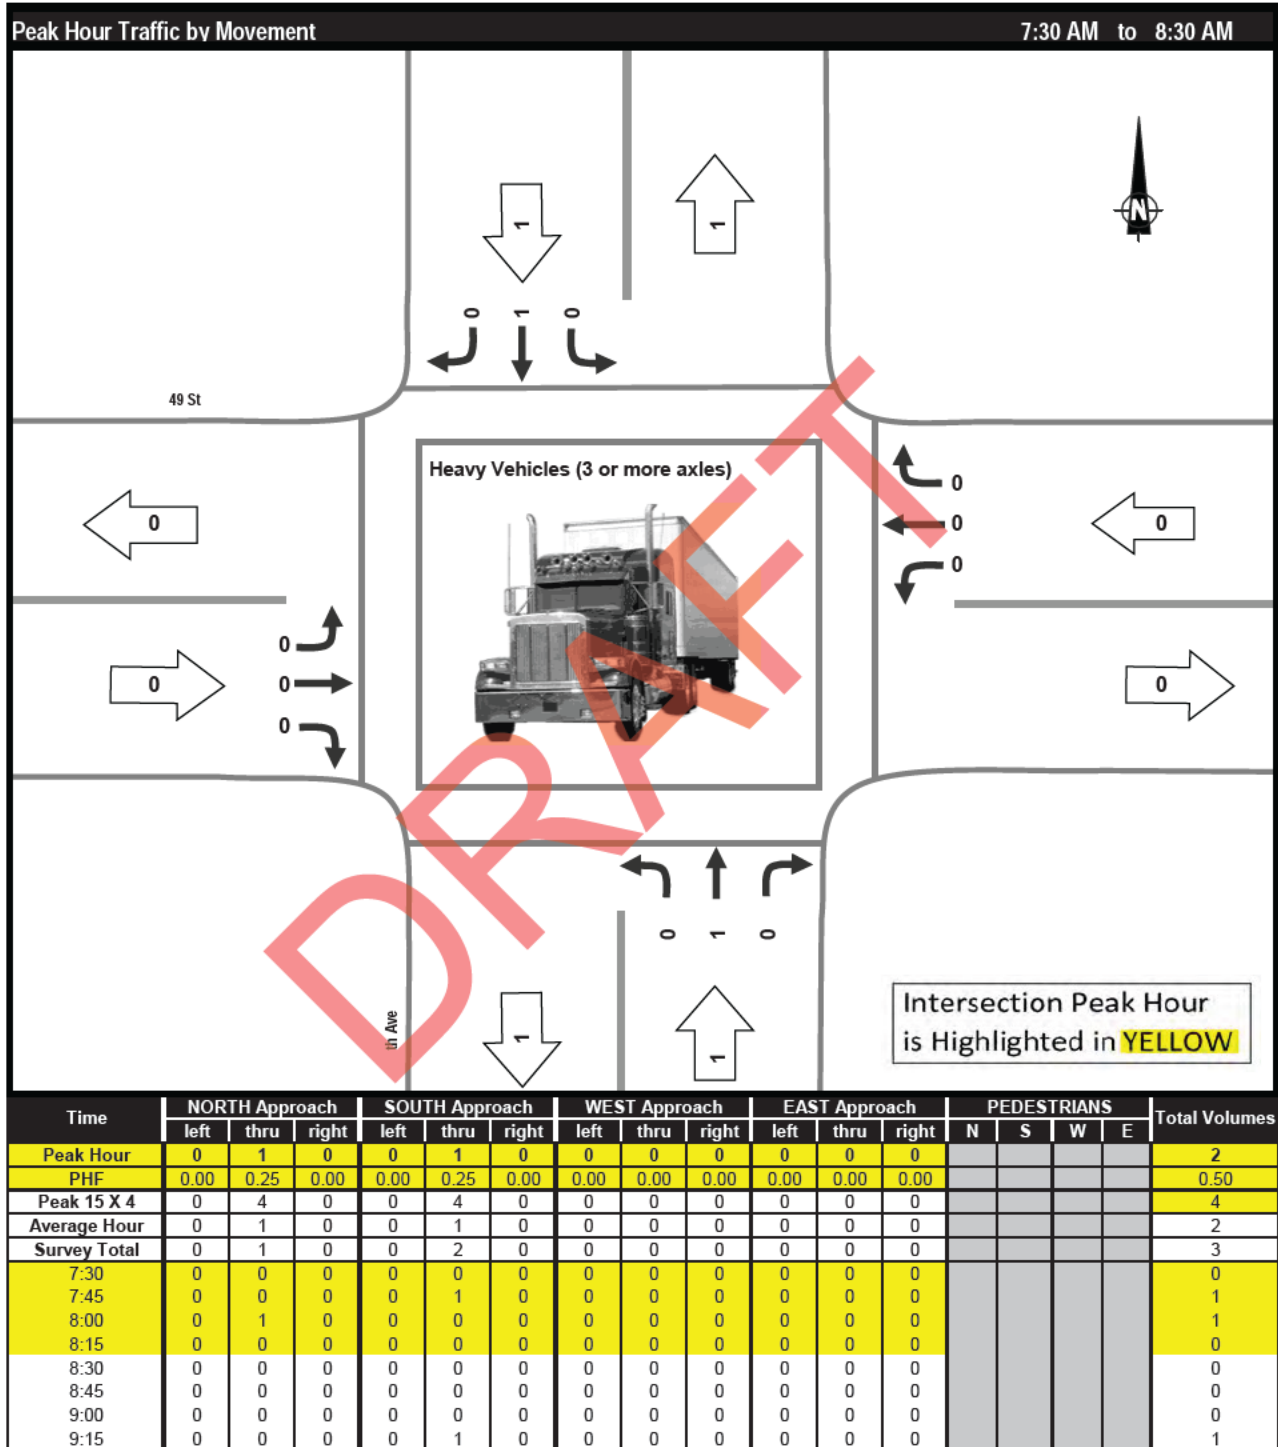 Peak Hour Traffic by Movement 7:30 AM to 8:30 AM
1 1
N
0 1 0
49 St
Heavy Vehicles (3 or more axles)
0
0 0 0
0
0
0 0 0
0
DRAFT
0 1 0
th Ave
1 1
Intersection Peak Hour
is Highlighted in YELLOW
Time NORTH Approach SOUTH Approach WEST Approach EAST Approach PEDESTRIANS Total Volumes
left thru right left thru right left thru right left thru right N S W E
Peak Hour 0 1 0 0 1 0 0 0 0 0 0 0 2
PHF 0.00 0.25 0.00 0.00 0.25 0.00 0.00 0.00 0.00 0.00 0.00 0.00 0.50
Peak 15 X 4 0 4 0 0 4 0 0 0 0 0 0 0 4
Average Hour 0 1 0 0 1 0 0 0 0 0 0 0 2
Survey Total 0 1 0 0 2 0 0 0 0 0 0 0 3
7:30 0 0 0 0 0 0 0 0 0 0 0 0 0
7:45 0 0 0 0 1 0 0 0 0 0 0 0 1
8:00 0 1 0 0 0 0 0 0 0 0 0 0 1
8:15 0 0 0 0 0 0 0 0 0 0 0 0 0
8:30 0 0 0 0 0 0 0 0 0 0 0 0 0
8:45 0 0 0 0 0 0 0 0 0 0 0 0 0
9:00 0 0 0 0 0 0 0 0 0 0 0 0 0
9:15 0 0 0 0 1 0 0 0 0 0 0 0 1